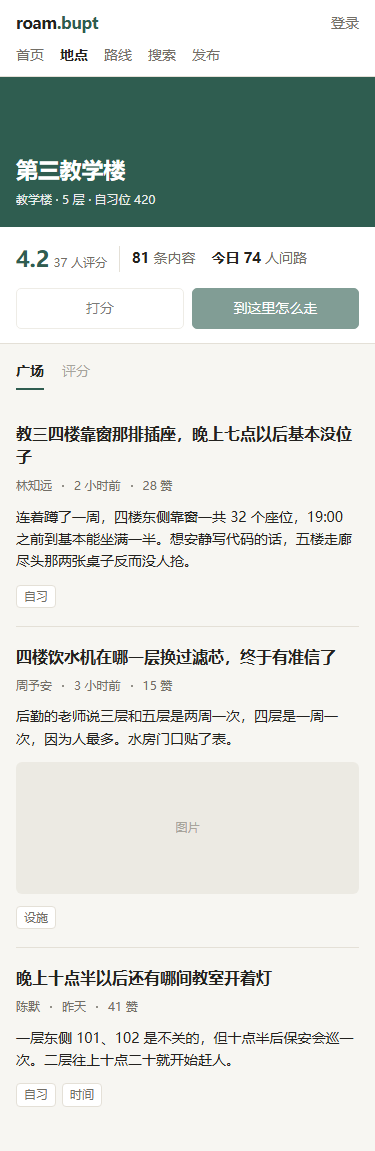 roam.bupt
登录
首页 地点 路线 搜索 发布
第三教学楼
教学楼 · 5 层 · 自习位 420
4.2 37 人评分 81 条内容 今日 74 人问路
打分 到这里怎么走
广场 评分
教三四楼靠窗那排插座，晚上七点以后基本没位
子
林知远 · 2 小时前 · 28 赞
连着蹲了一周，四楼东侧靠窗一共 32 个座位，19:00
之前到基本能坐满一半。想安静写代码的话，五楼走廊
尽头那两张桌子反而没人抢。
自习
四楼饮水机在哪一层换过滤芯，终于有准信了
周予安 · 3 小时前 · 15 赞
后勤的老师说三层和五层是两周一次，四层是一周一
次，因为人最多。水房门口贴了表。
图片
设施
晚上十点半以后还有哪间教室开着灯
陈默 · 昨天 · 41 赞
一层东侧 101、102 是不关的，但十点半后保安会巡一
次。二层往上十点二十就开始赶人。
自习 时间